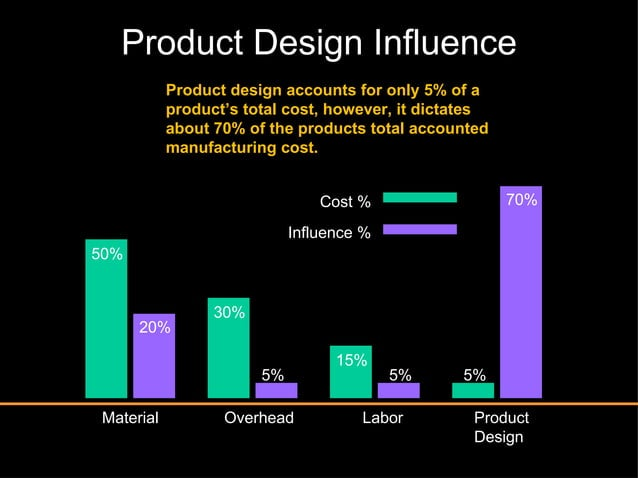 Product Design Influence
Product design accounts for only 5% of a
product’s total cost, however, it dictates
about 70% of the products total accounted
manufacturing cost.
Cost %
Influence %
70%
50%
20%
30%
5%
15%
5%
5%
Material
Overhead
Labor
Product
Design